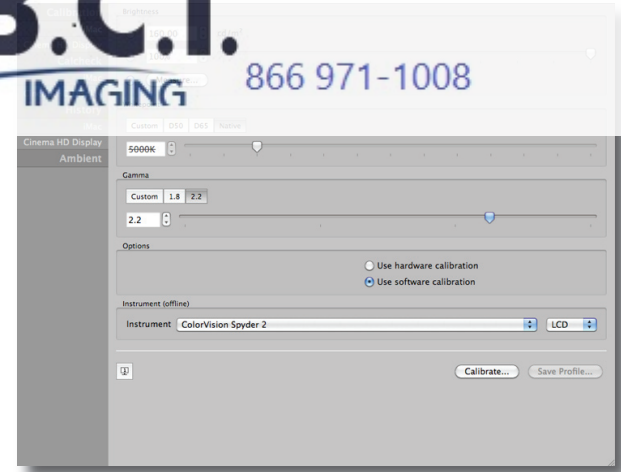 Brightness
B.C.I.
IMAGING
866 971-1008
Custom D50 D65 Native
Cinema HD Display
5000K
Ambient
Gamma
Custom 1.8 2.2
2.2
Options
Use hardware calibration
Use software calibration
Instrument (offline)
Instrument ColorVision Spyder 2 LCD
Calibrate... Save Profile...